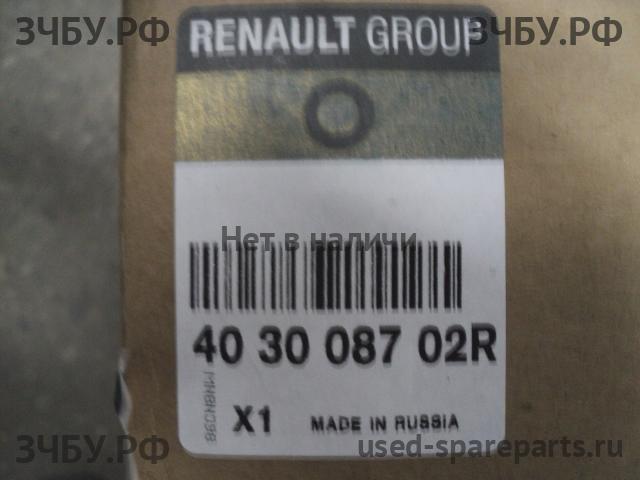 ЗЧБУ.РФ
RENAULT GROUP
ЗЧБУ.РФ
Нет в наличии
40 30 087 02R
X1 MADE IN RUSSIA
ЗЧБУ.РФ
used-spareparts.ru